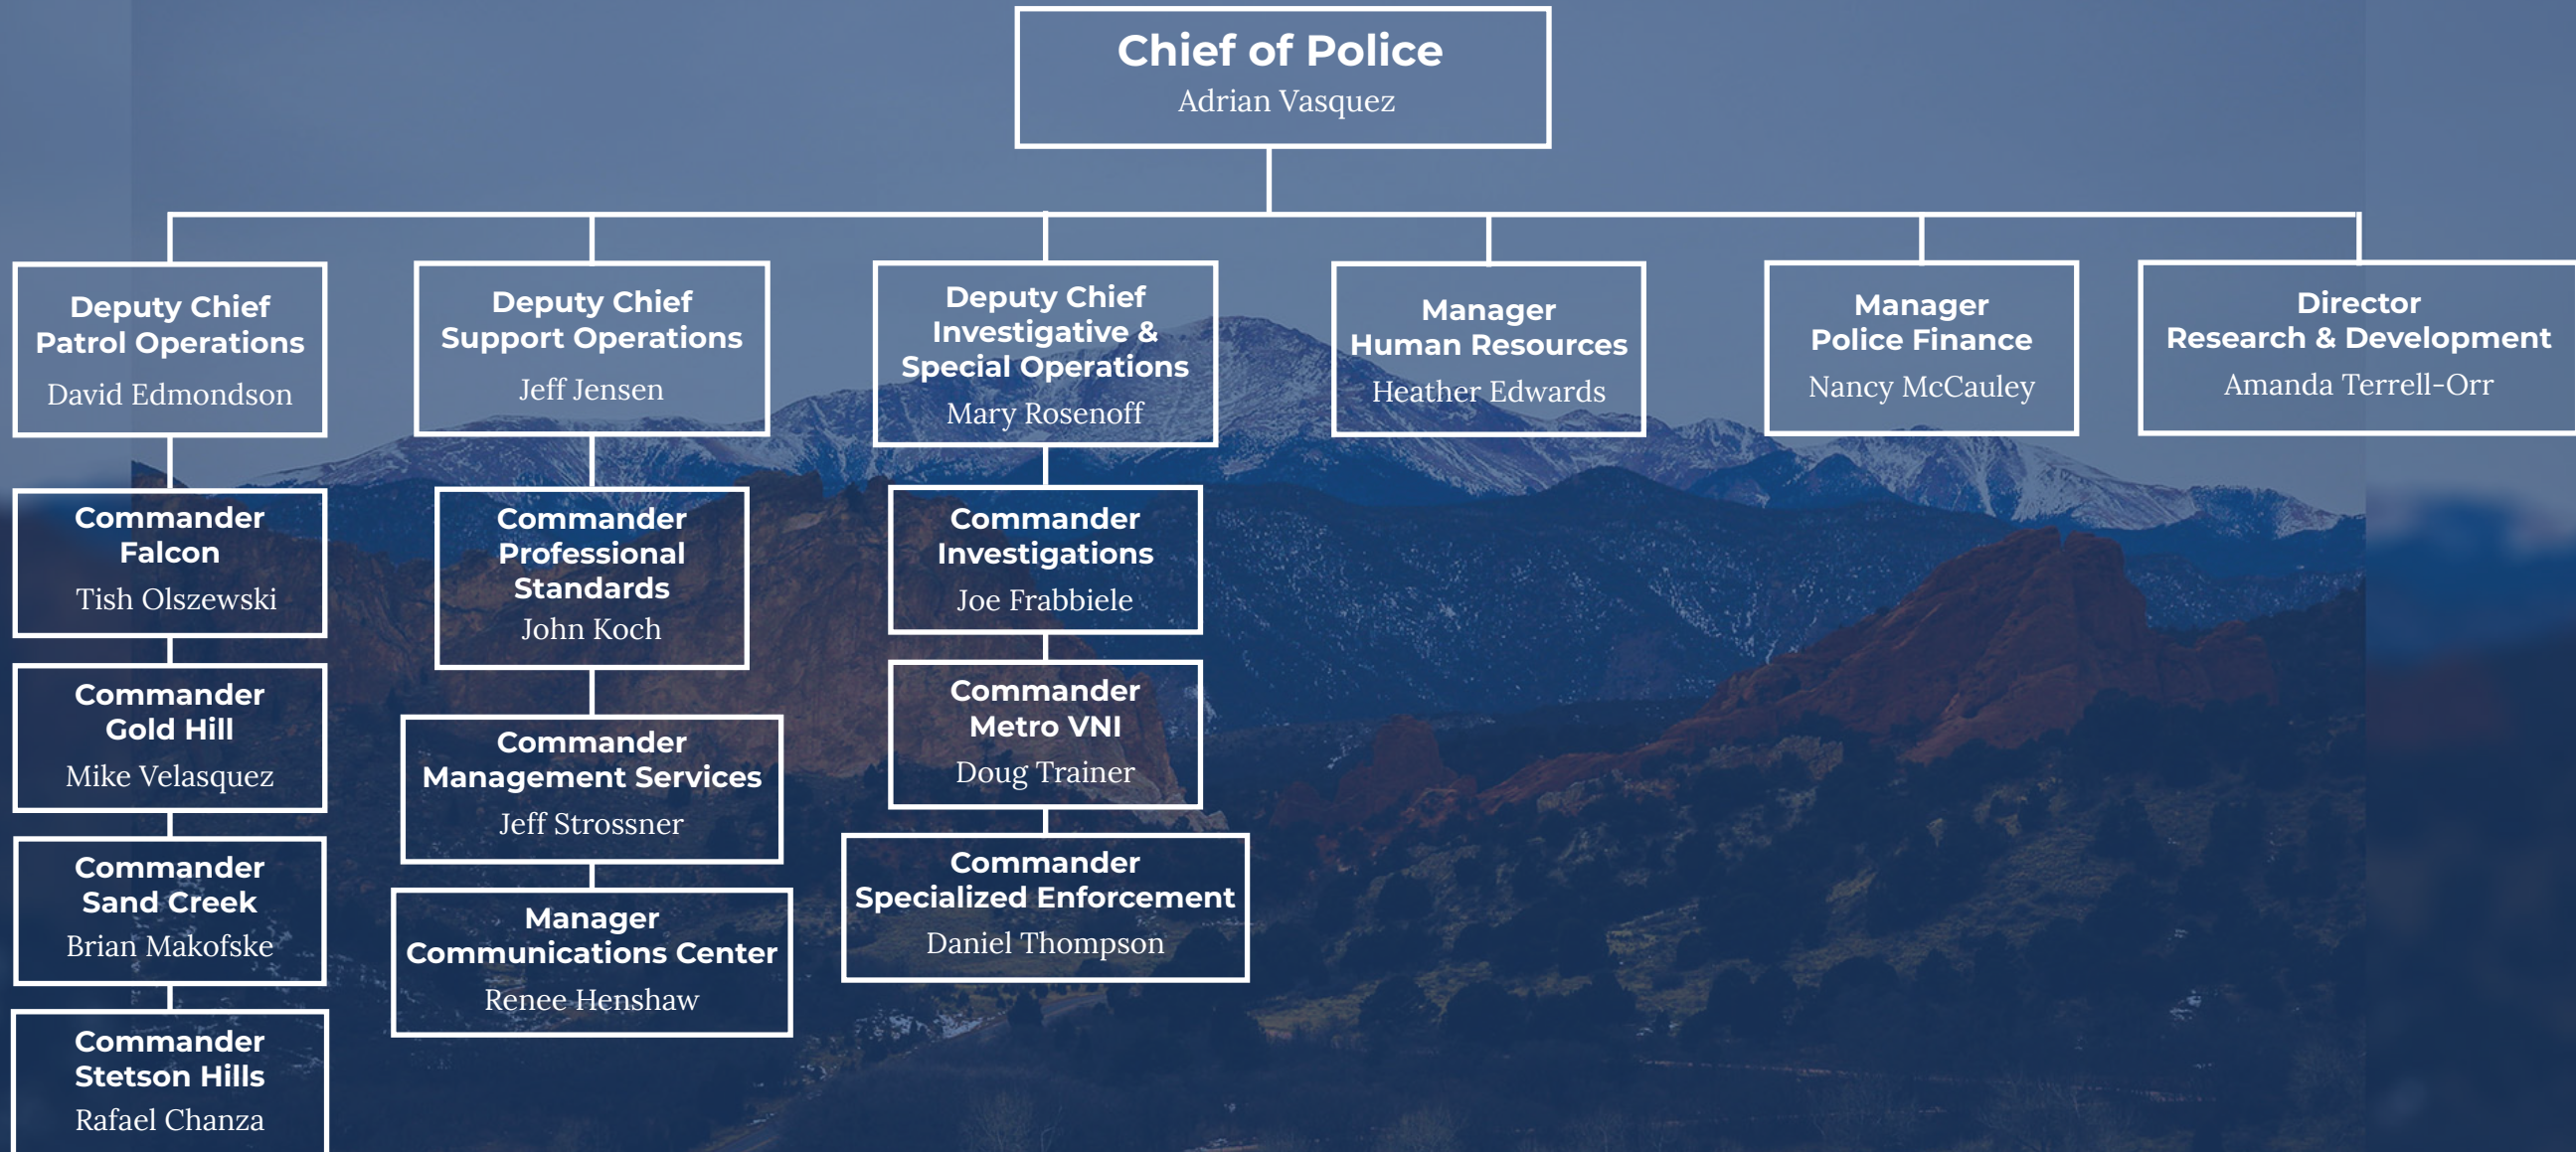 Chief of Police
Adrian Vasquez
Deputy Chief
Patrol Operations
David Edmondson
Deputy Chief
Support Operations
Jeff Jensen
Deputy Chief
Investigative &
Special Operations
Mary Rosenoff
Manager
Human Resources
Heather Edwards
Manager
Police Finance
Nancy McCauley
Director
Research & Development
Amanda Terrell-Orr
Commander
Falcon
Tish Olszewski
Commander
Gold Hill
Mike Velasquez
Commander
Sand Creek
Brian Makofske
Commander
Stetson Hills
Rafael Chanza
Commander
Professional
Standards
John Koch
Commander
Management Services
Jeff Strossner
Manager
Communications Center
Renee Henshaw
Commander
Investigations
Joe Frabbiele
Commander
Metro VNI
Doug Trainer
Commander
Specialized Enforcement
Daniel Thompson